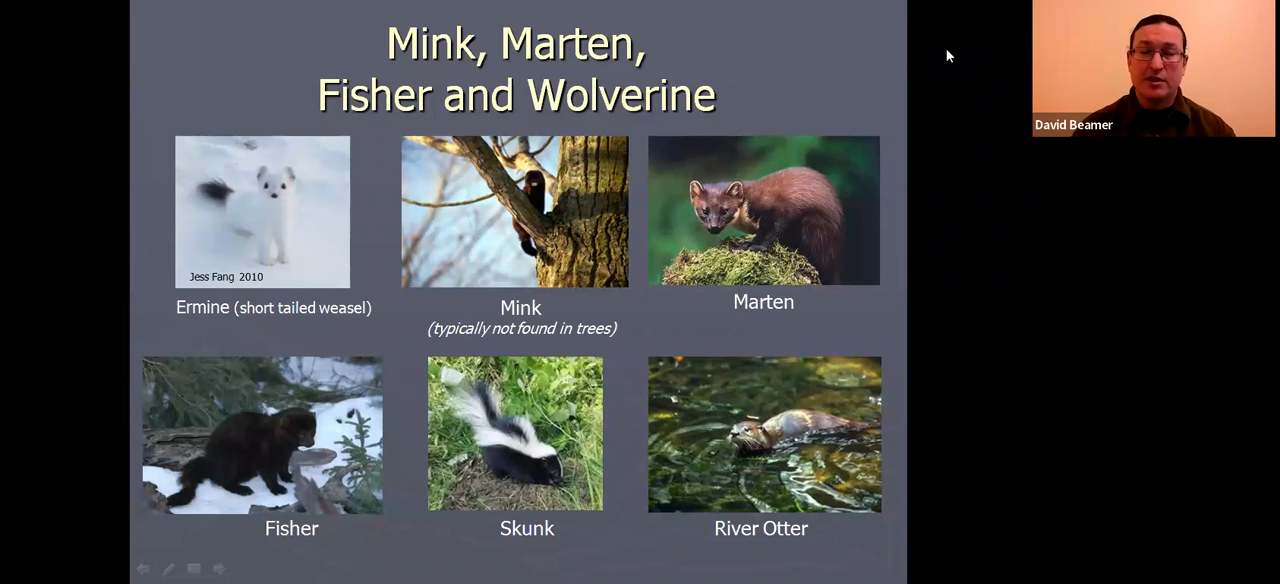 Mink, Marten,
Fisher and Wolverine
David Beamer
Jess Fang 2010
Ermine (short tailed weasel)
Mink
(typically not found in trees)
Marten
Fisher
Skunk
River Otter